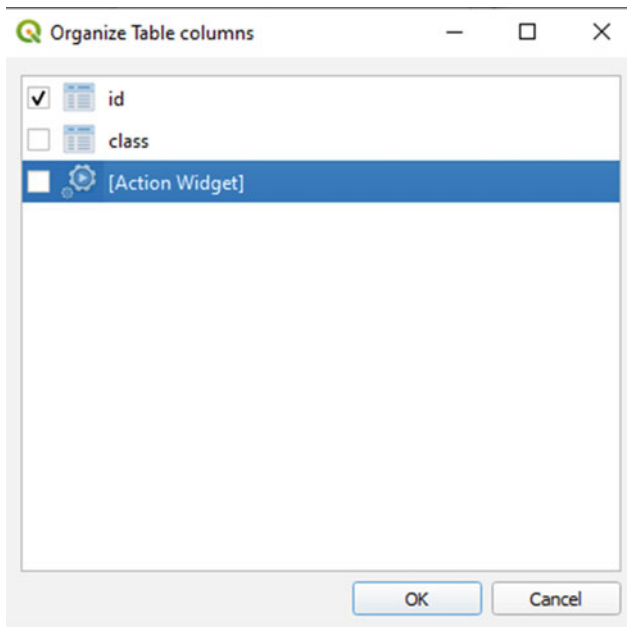 Organize Table columns
id
class
[Action Widget]
OK Cancel